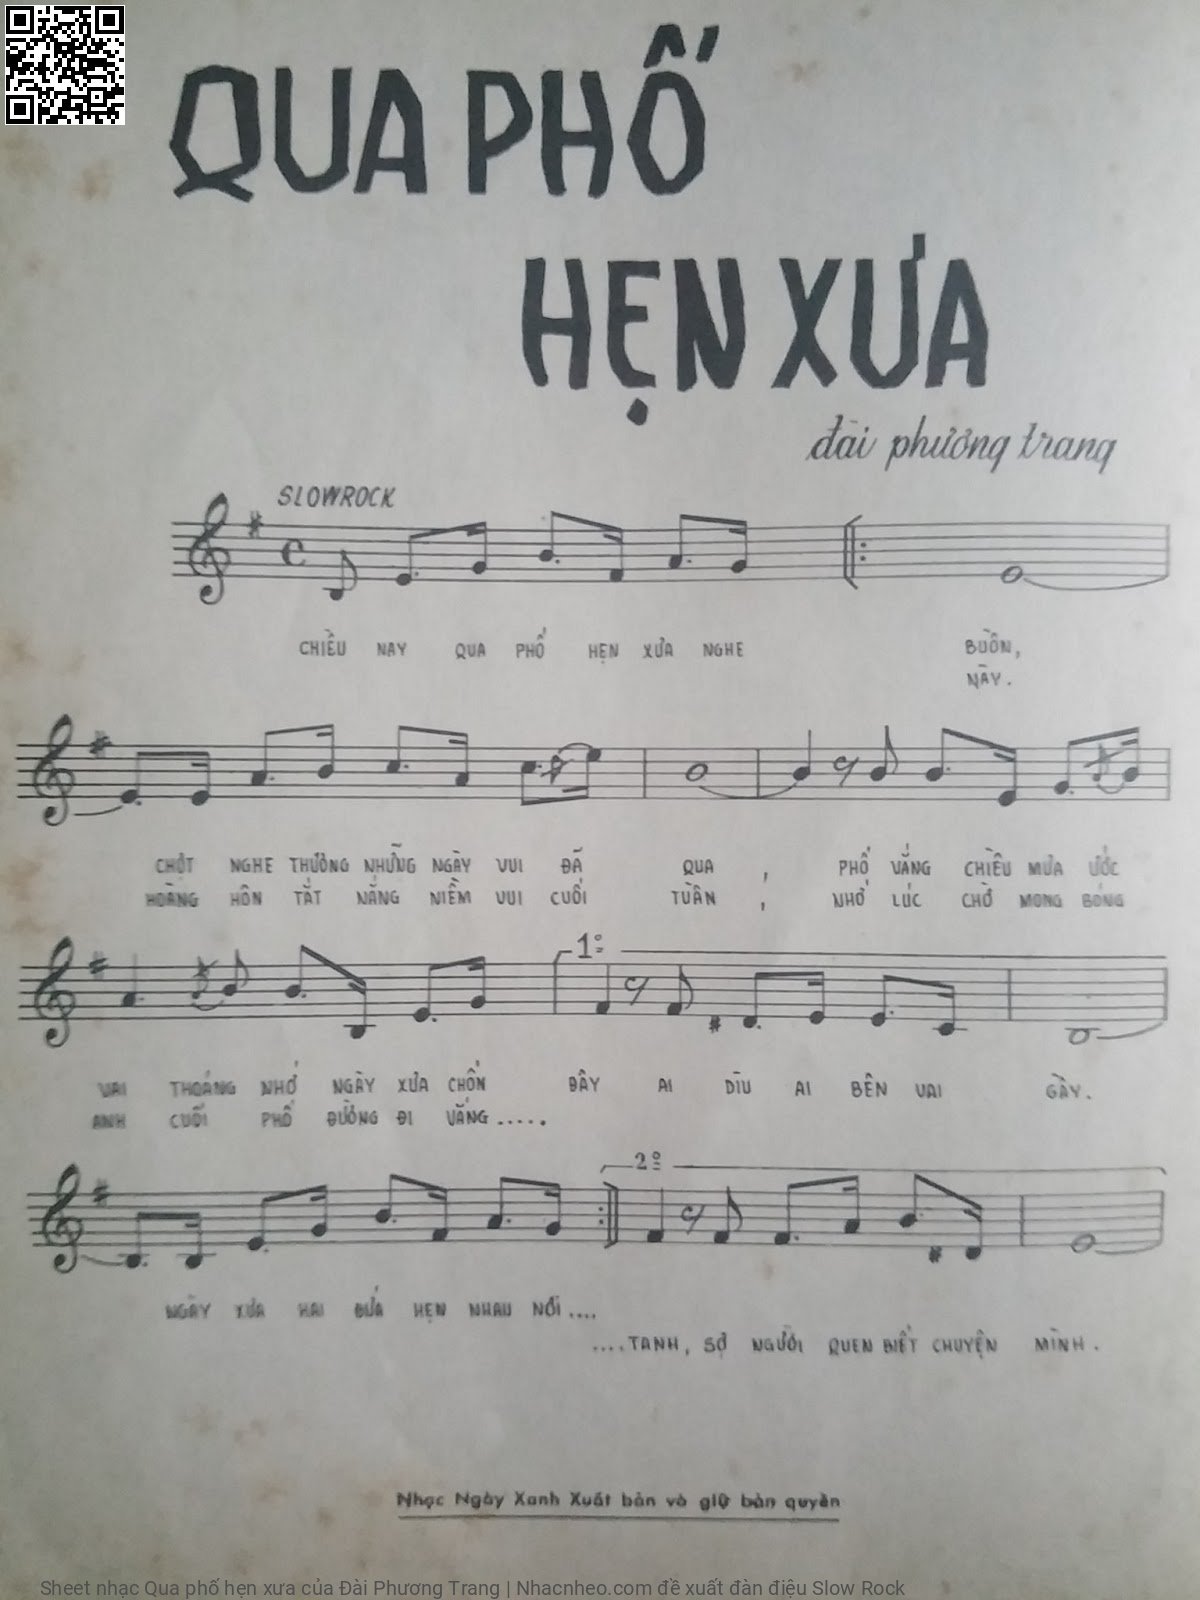 QUA PHỐ
HẸN XƯA
đài phương trang
SLOWROCK
CHIỀU NAY QUA PHỐ HẸN XƯA NGHE BUỒN,
NÀY.
CHỢT NGHE THƯƠNG NHỮNG NGÀY VUI ĐÃ QUA , PHỐ VẮNG CHIỀU MƯA ƯỚC
HOÀNG HÔN TẮT NẮNG NIỀM VUI CUỐI TUẦN , NHỚ LÚC CHỜ MONG BÓNG
1º
VAI THOÁNG NHỚ NGÀY XƯA CHỐN ĐÂY AI DÌU AI BÊN VAI GẦY.
ANH CUỐI PHỐ ĐƯỜNG ĐI VẮNG.....
2º
NGÀY XƯA HAI ĐỨA HẸN NHAU NƠI....
....TANH, SỢ NGƯỜI QUEN BIẾT CHUYỆN MÌNH.
Nhạc Ngày Xanh Xuất bản và giữ bản quyền
Sheet nhạc Qua phố hẹn xưa của Đài Phương Trang | Nhacnheo.com đề xuất đàn điệu Slow Rock